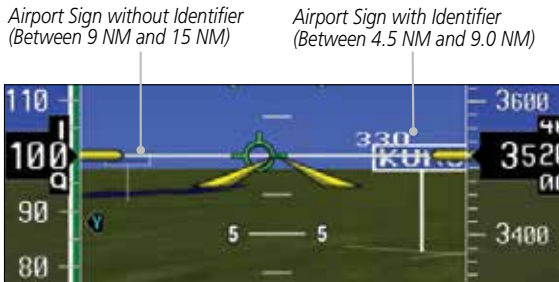 Airport Sign without Identifier
(Between 9 NM and 15 NM)
Airport Sign with Identifier
(Between 4.5 NM and 9.0 NM)
110
100
90
80
Y
5 5
330
3600
3520
3400